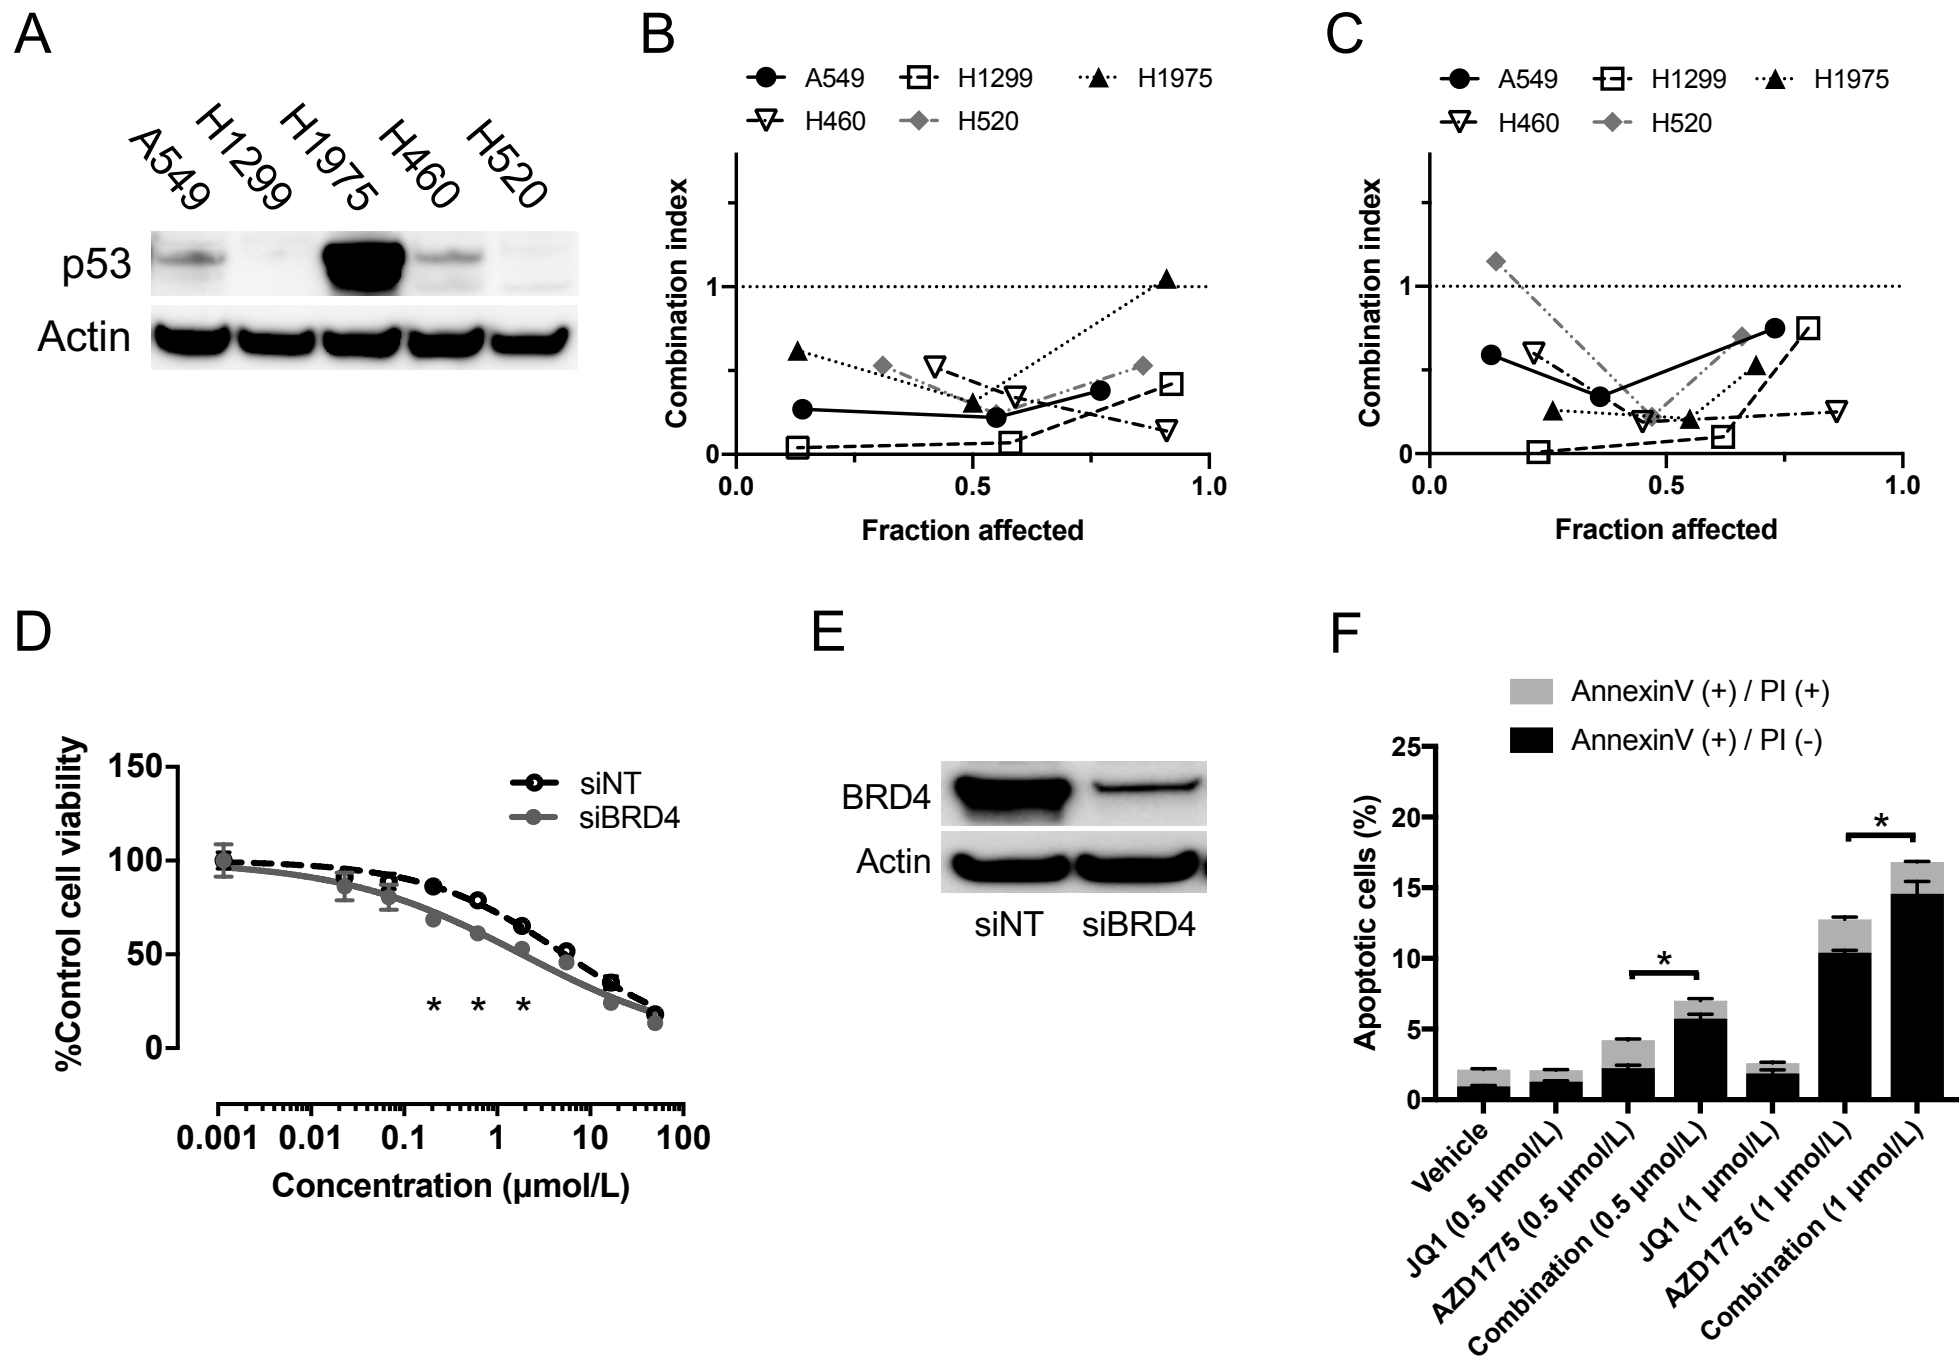 A
A549
H1299
H1975
H460
H520
p53
Actin
B
A549 H1299 H1975
H460 H520
Combination index
1
0
0.0 0.5 1.0
Fraction affected
C
A549 H1299 H1975
H460 H520
Combination index
1
0
0.0 0.5 1.0
Fraction affected
D
siNT
siBRD4
%Control cell viability
150
100
50
0
* * *
0.001 0.01 0.1 1 10 100
Concentration (µmol/L)
E
BRD4
Actin
siNT siBRD4
F
AnnexinV (+) / PI (+)
AnnexinV (+) / PI (-)
Apoptotic cells (%)
25
20
15
10
5
0
*
*
Vehicle
JQ1 (0.5 µmol/L)
AZD1775 (0.5 µmol/L)
Combination (0.5 µmol/L)
JQ1 (1 µmol/L)
AZD1775 (1 µmol/L)
Combination (1 µmol/L)